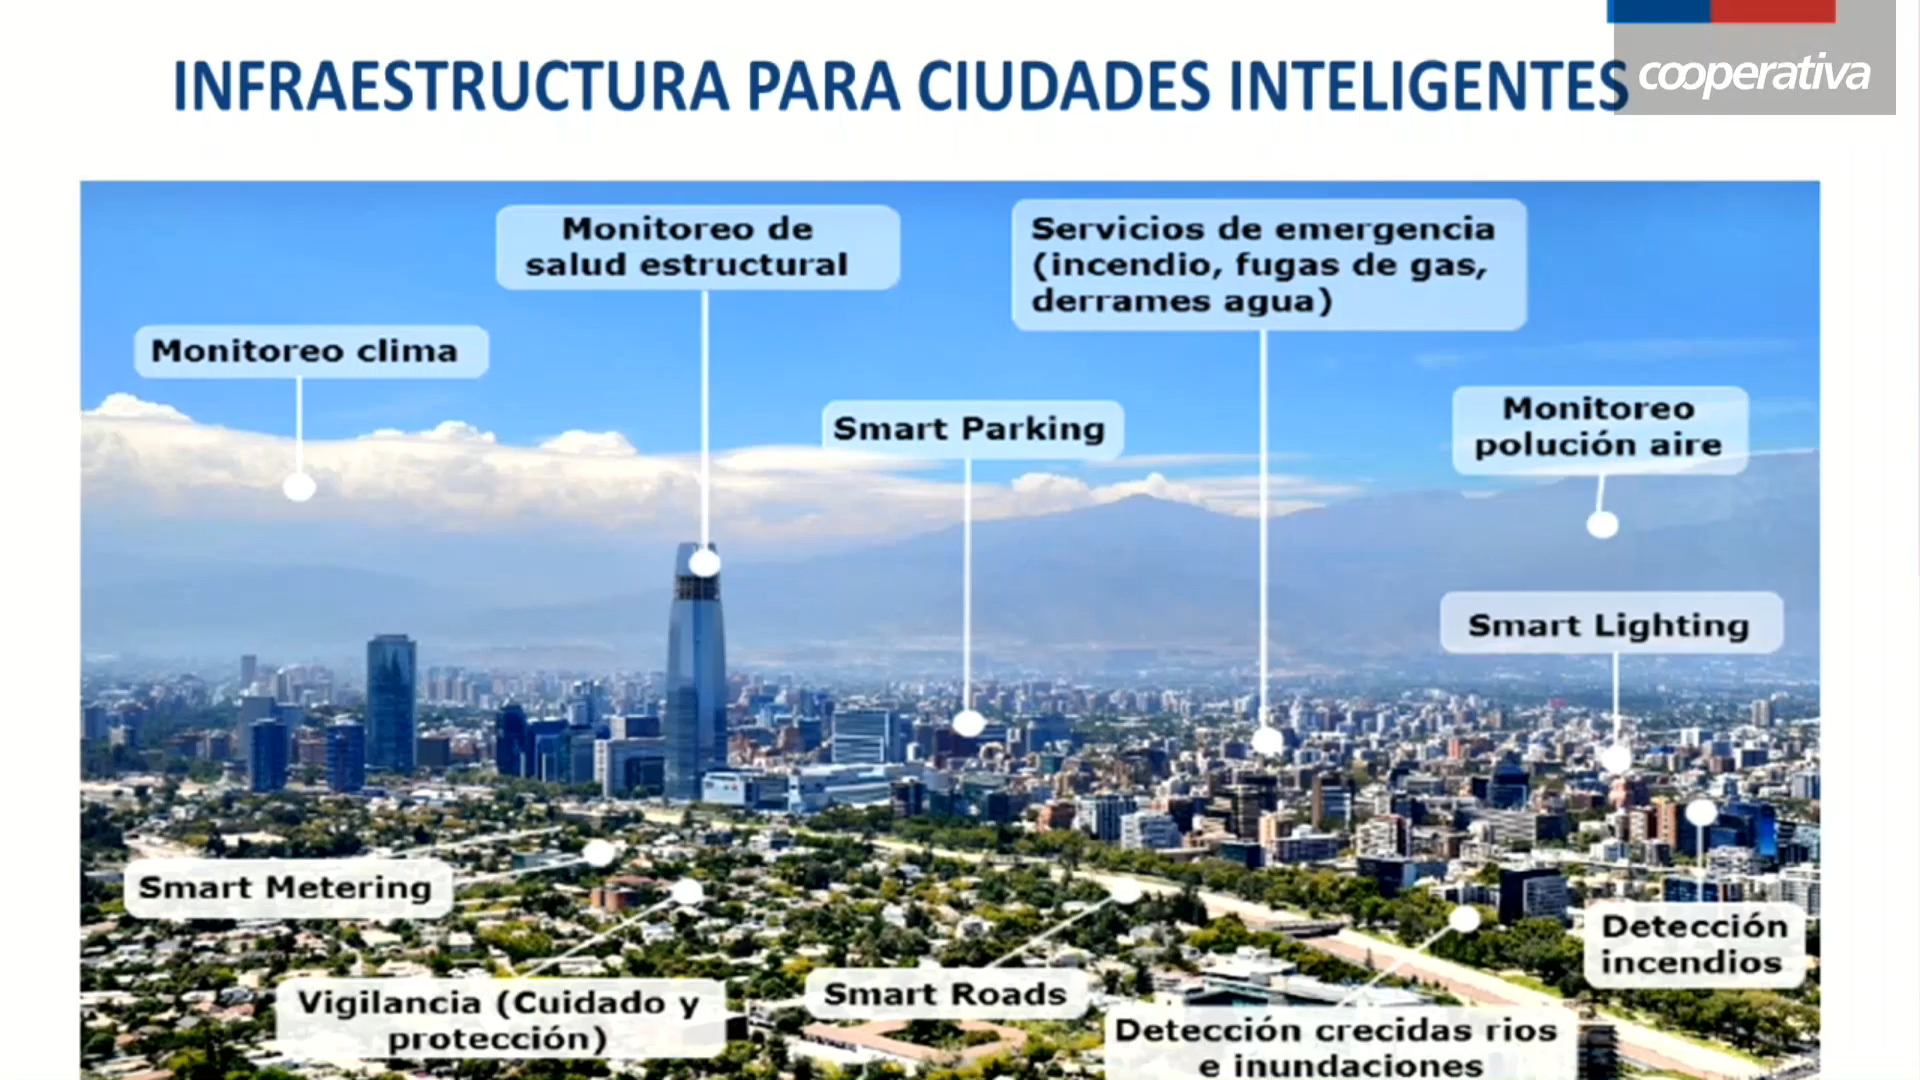 INFRAESTRUCTURA PARA CIUDADES INTELIGENTES
cooperativa
Monitoreo de
salud estructural
Servicios de emergencia
(incendio, fugas de gas,
derrames agua)
Monitoreo clima
Smart Parking
Monitoreo
polución aire
Smart Lighting
Smart Metering
Detección
incendios
Vigilancia (Cuidado y
protección)
Smart Roads
Detección crecidas rios
e inundaciones